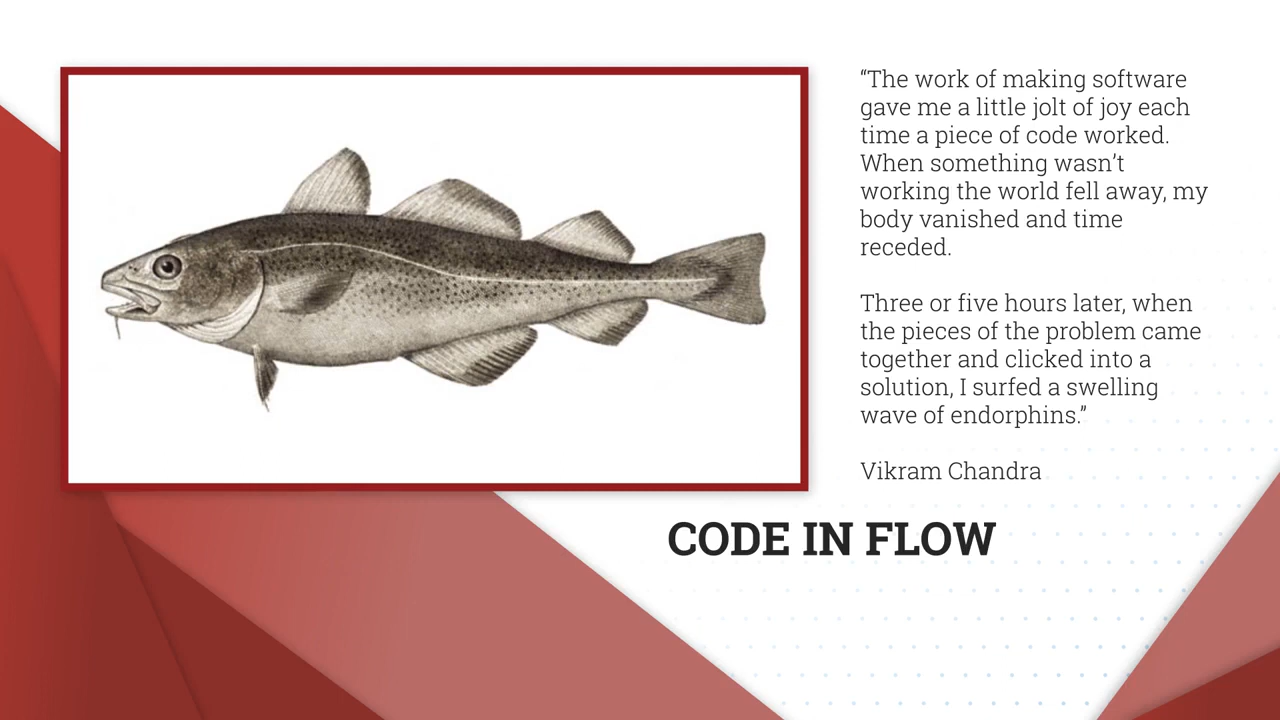 “The work of making software
gave me a little jolt of joy each
time a piece of code worked.
When something wasn’t
working the world fell away, my
body vanished and time
receded.
Three or five hours later, when
the pieces of the problem came
together and clicked into a
solution, I surfed a swelling
wave of endorphins.”
Vikram Chandra
CODE IN FLOW